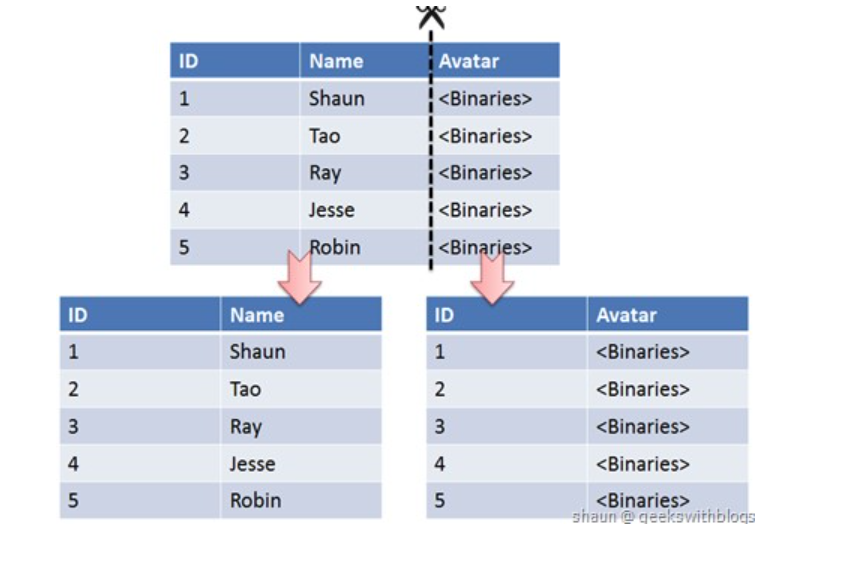 ID Name Avatar
1 Shaun <Binaries>
2 Tao <Binaries>
3 Ray <Binaries>
4 Jesse <Binaries>
5 Robin <Binaries>
ID Name
1 Shaun
2 Tao
3 Ray
4 Jesse
5 Robin
ID Avatar
1 <Binaries>
2 <Binaries>
3 <Binaries>
4 <Binaries>
5 <Binaries>
shaun @ geekswithblogs